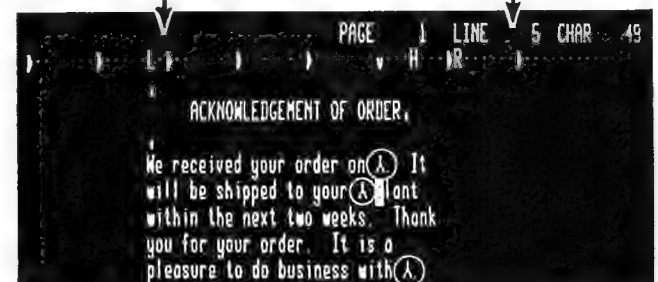 PAGE 1 LINE 5 CHAR 49
L v H R
ACKNOWLEDGEMENT OF ORDER.
We received your order on It
will be shipped to your lant
within the next two weeks. Thank
you for your order. It is a
pleasure to do business with